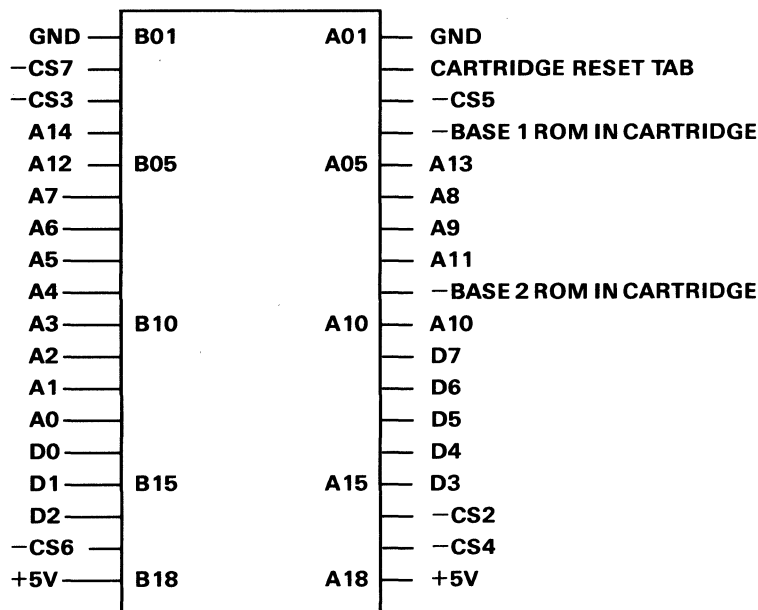 GND B01 A01 GND
−CS7 CARTRIDGE RESET TAB
−CS3 −CS5
A14 −BASE 1 ROM IN CARTRIDGE
A12 B05 A05 A13
A7 A8
A6 A9
A5 A11
A4 −BASE 2 ROM IN CARTRIDGE
A3 B10 A10 A10
A2 D7
A1 D6
A0 D5
D0 D4
D1 B15 A15 D3
D2 −CS2
−CS6 −CS4
+5V B18 A18 +5V